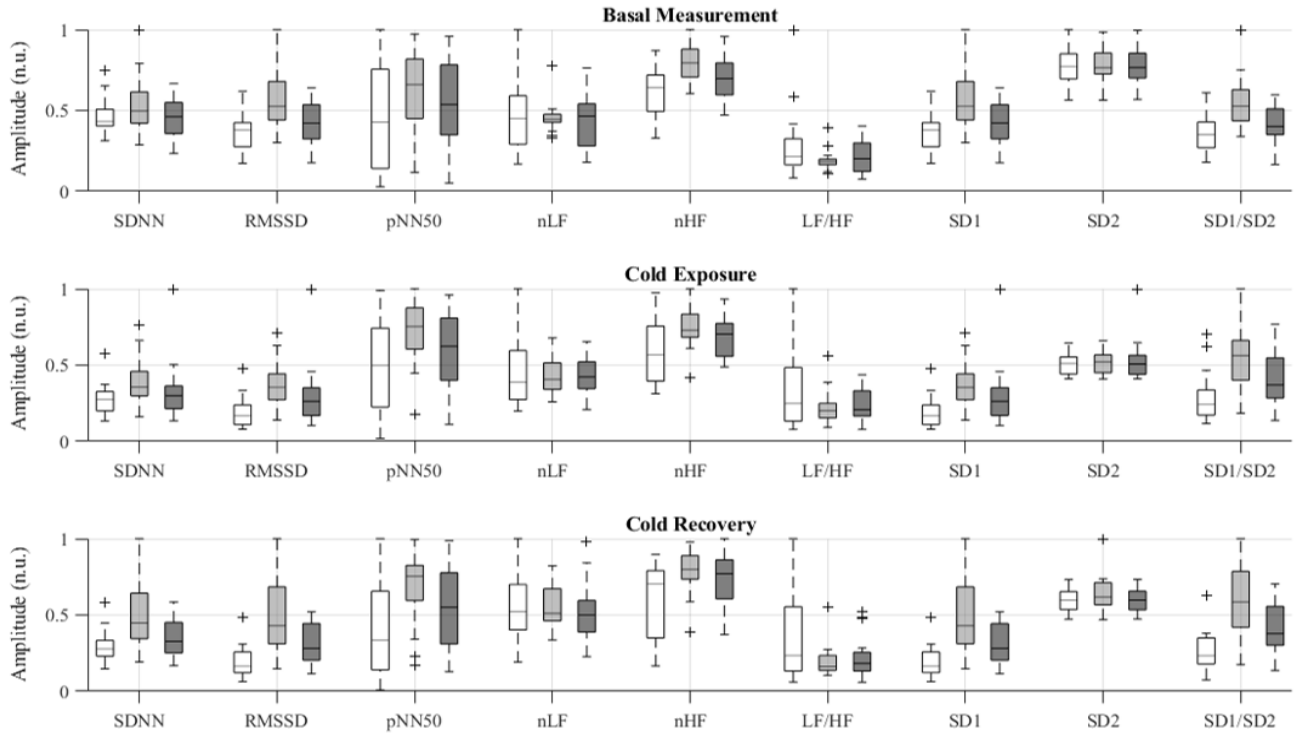 Basal Measurement
Amplitude (n.u.)
1
0.5
0
SDNN RMSSD pNN50 nLF nHF LF/HF SD1 SD2 SD1/SD2
Cold Exposure
Amplitude (n.u.)
1
0.5
0
SDNN RMSSD pNN50 nLF nHF LF/HF SD1 SD2 SD1/SD2
Cold Recovery
Amplitude (n.u.)
1
0.5
0
SDNN RMSSD pNN50 nLF nHF LF/HF SD1 SD2 SD1/SD2